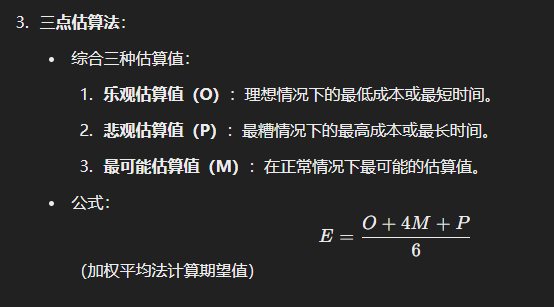 3. 三点估算法：
• 综合三种估算值：
1. 乐观估算值（O）：理想情况下的最低成本或最短时间。
2. 悲观估算值（P）：最糟情况下的最高成本或最长时间。
3. 最可能估算值（M）：在正常情况下最可能的估算值。
• 公式：
E = \frac{O + 4M + P}{6}
（加权平均法计算期望值）